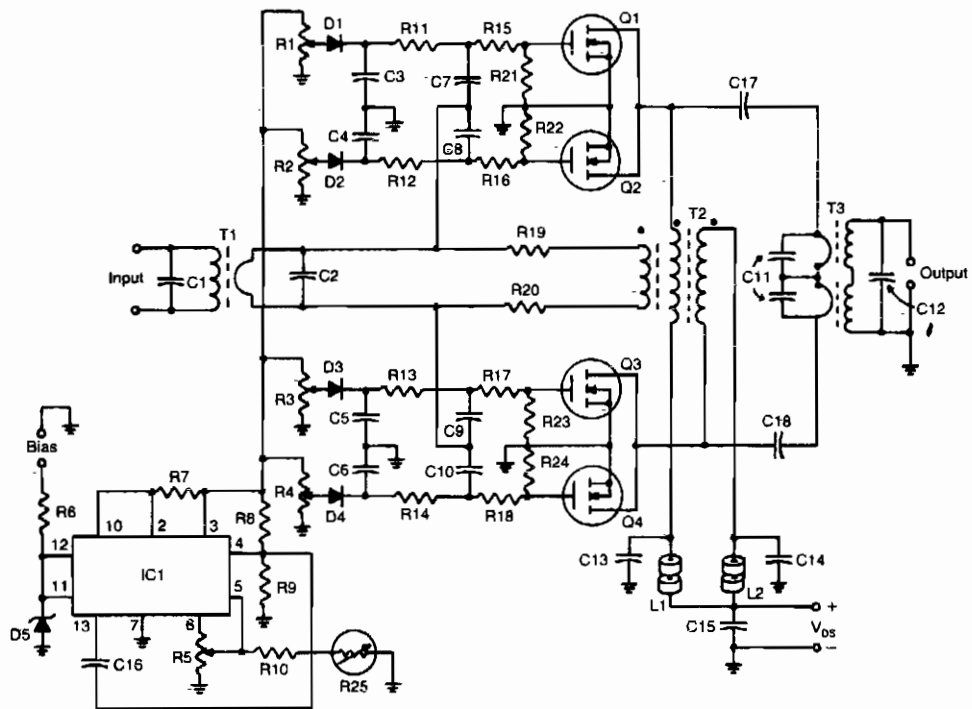 D1
R11
R15
Q1
R1
C3
C7
R21
C17
C4
C8
R22
R2
D2
R12
R16
Q2
T1
T2
T3
R19
Input
C1
C2
C11
Output
R20
C12
D3
R13
R17
Q3
R3
C5
C9
R23
C18
Bias
C6
C10
R24
R7
R4
D4
R14
R18
Q4
R6
R8
10
2
3
12
4
C13
C14
IC1
11
5
R9
L1
L2
D5
13
7
6
C15
+
VDS
–
C16
R5
R10
R25